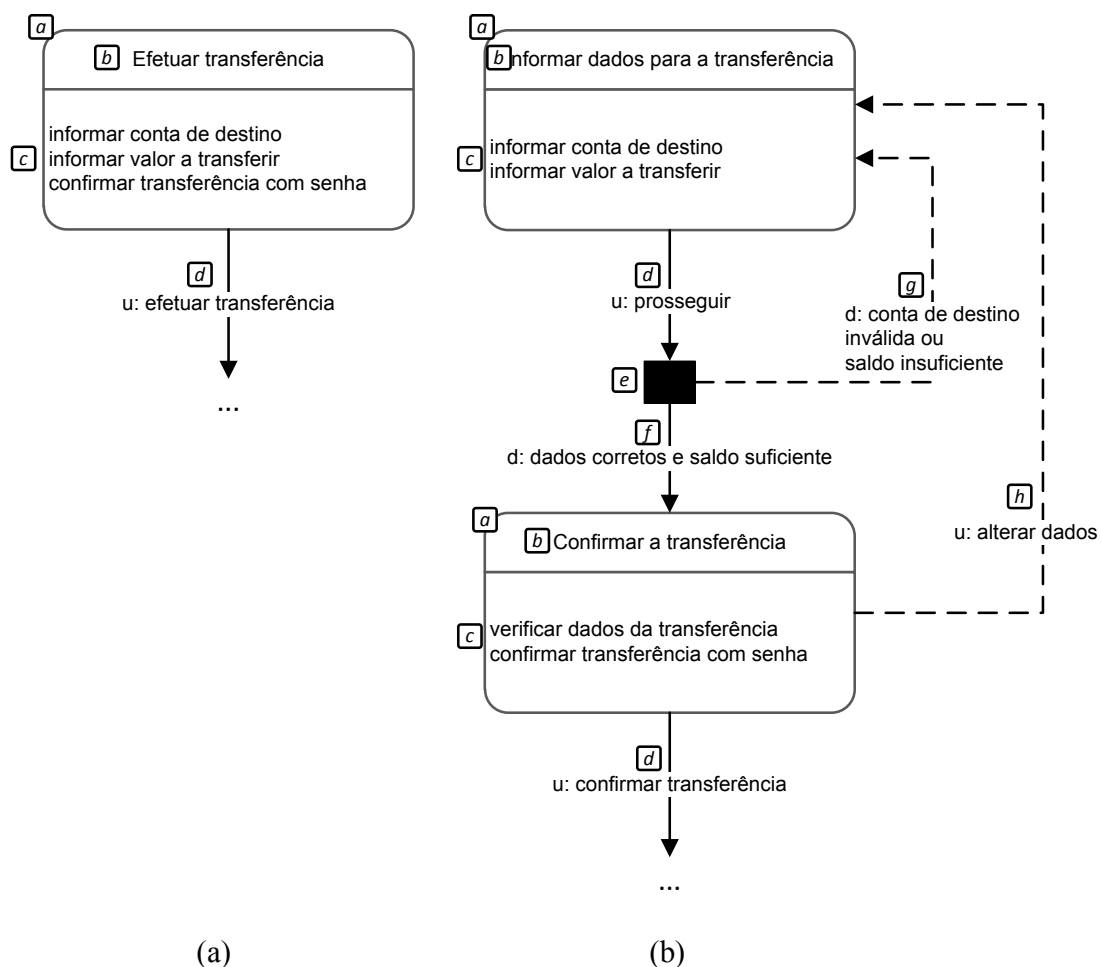 a
b Efetuar transferência
informar conta de destino
c informar valor a transferir
confirmar transferência com senha
d
u: efetuar transferência
...
(a)
a
b Informar dados para a transferência
informar conta de destino
c informar valor a transferir
d
u: prosseguir
e
g
d: conta de destino
inválida ou
saldo insuficiente
f
d: dados corretos e saldo suficiente
h
u: alterar dados
a
b Confirmar a transferência
c verificar dados da transferência
confirmar transferência com senha
d
u: confirmar transferência
...
(b)